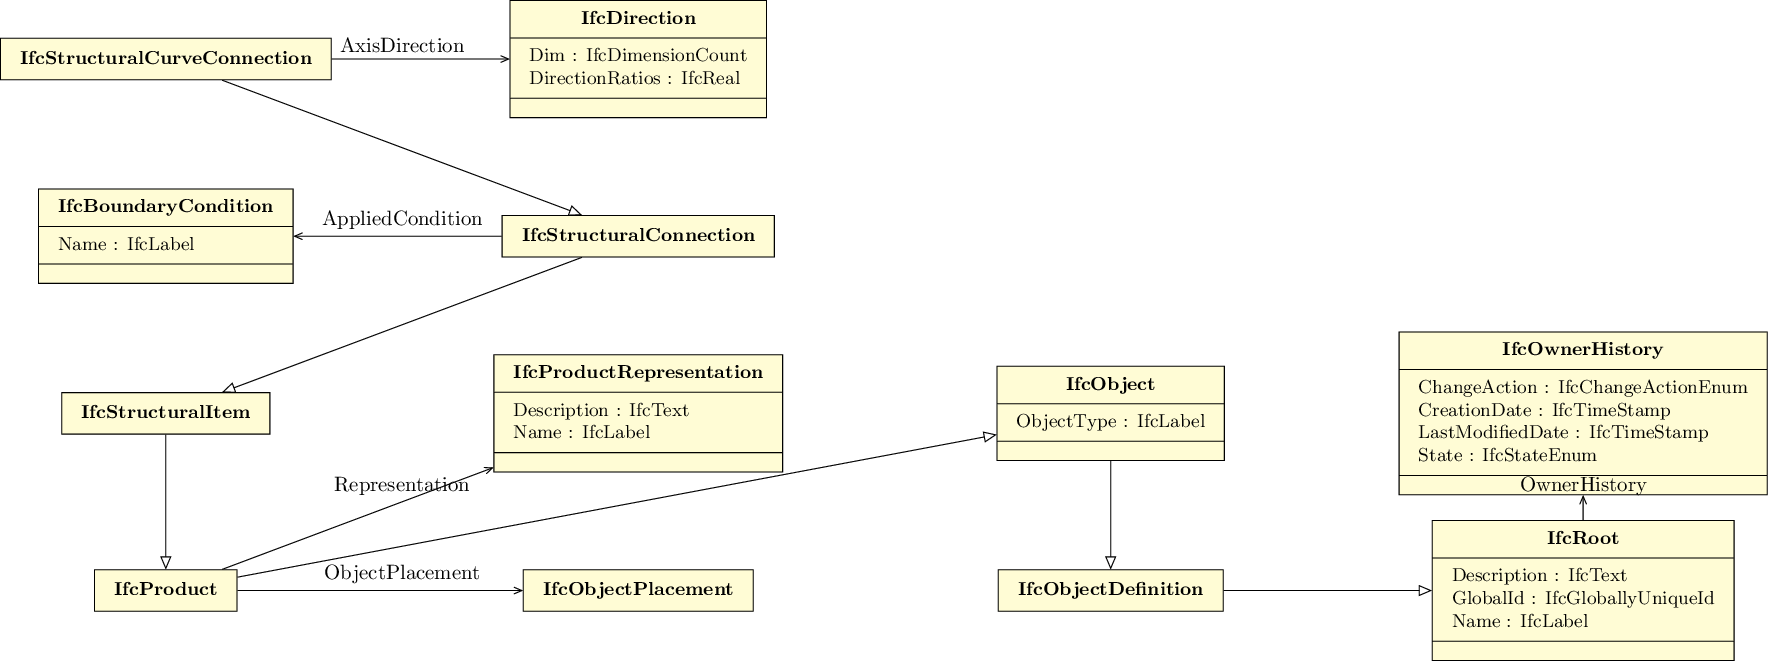 IfcStructuralCurveConnection
AxisDirection
IfcDirection
Dim : IfcDimensionCount
DirectionRatios : IfcReal
IfcBoundaryCondition
Name : IfcLabel
AppliedCondition
IfcStructuralConnection
IfcStructuralItem
IfcProductRepresentation
Description : IfcText
Name : IfcLabel
Representation
IfcObject
ObjectType : IfcLabel
IfcOwnerHistory
ChangeAction : IfcChangeActionEnum
CreationDate : IfcTimeStamp
LastModifiedDate : IfcTimeStamp
State : IfcStateEnum
OwnerHistory
IfcProduct
ObjectPlacement
IfcObjectPlacement
IfcObjectDefinition
IfcRoot
Description : IfcText
GlobalId : IfcGloballyUniqueId
Name : IfcLabel